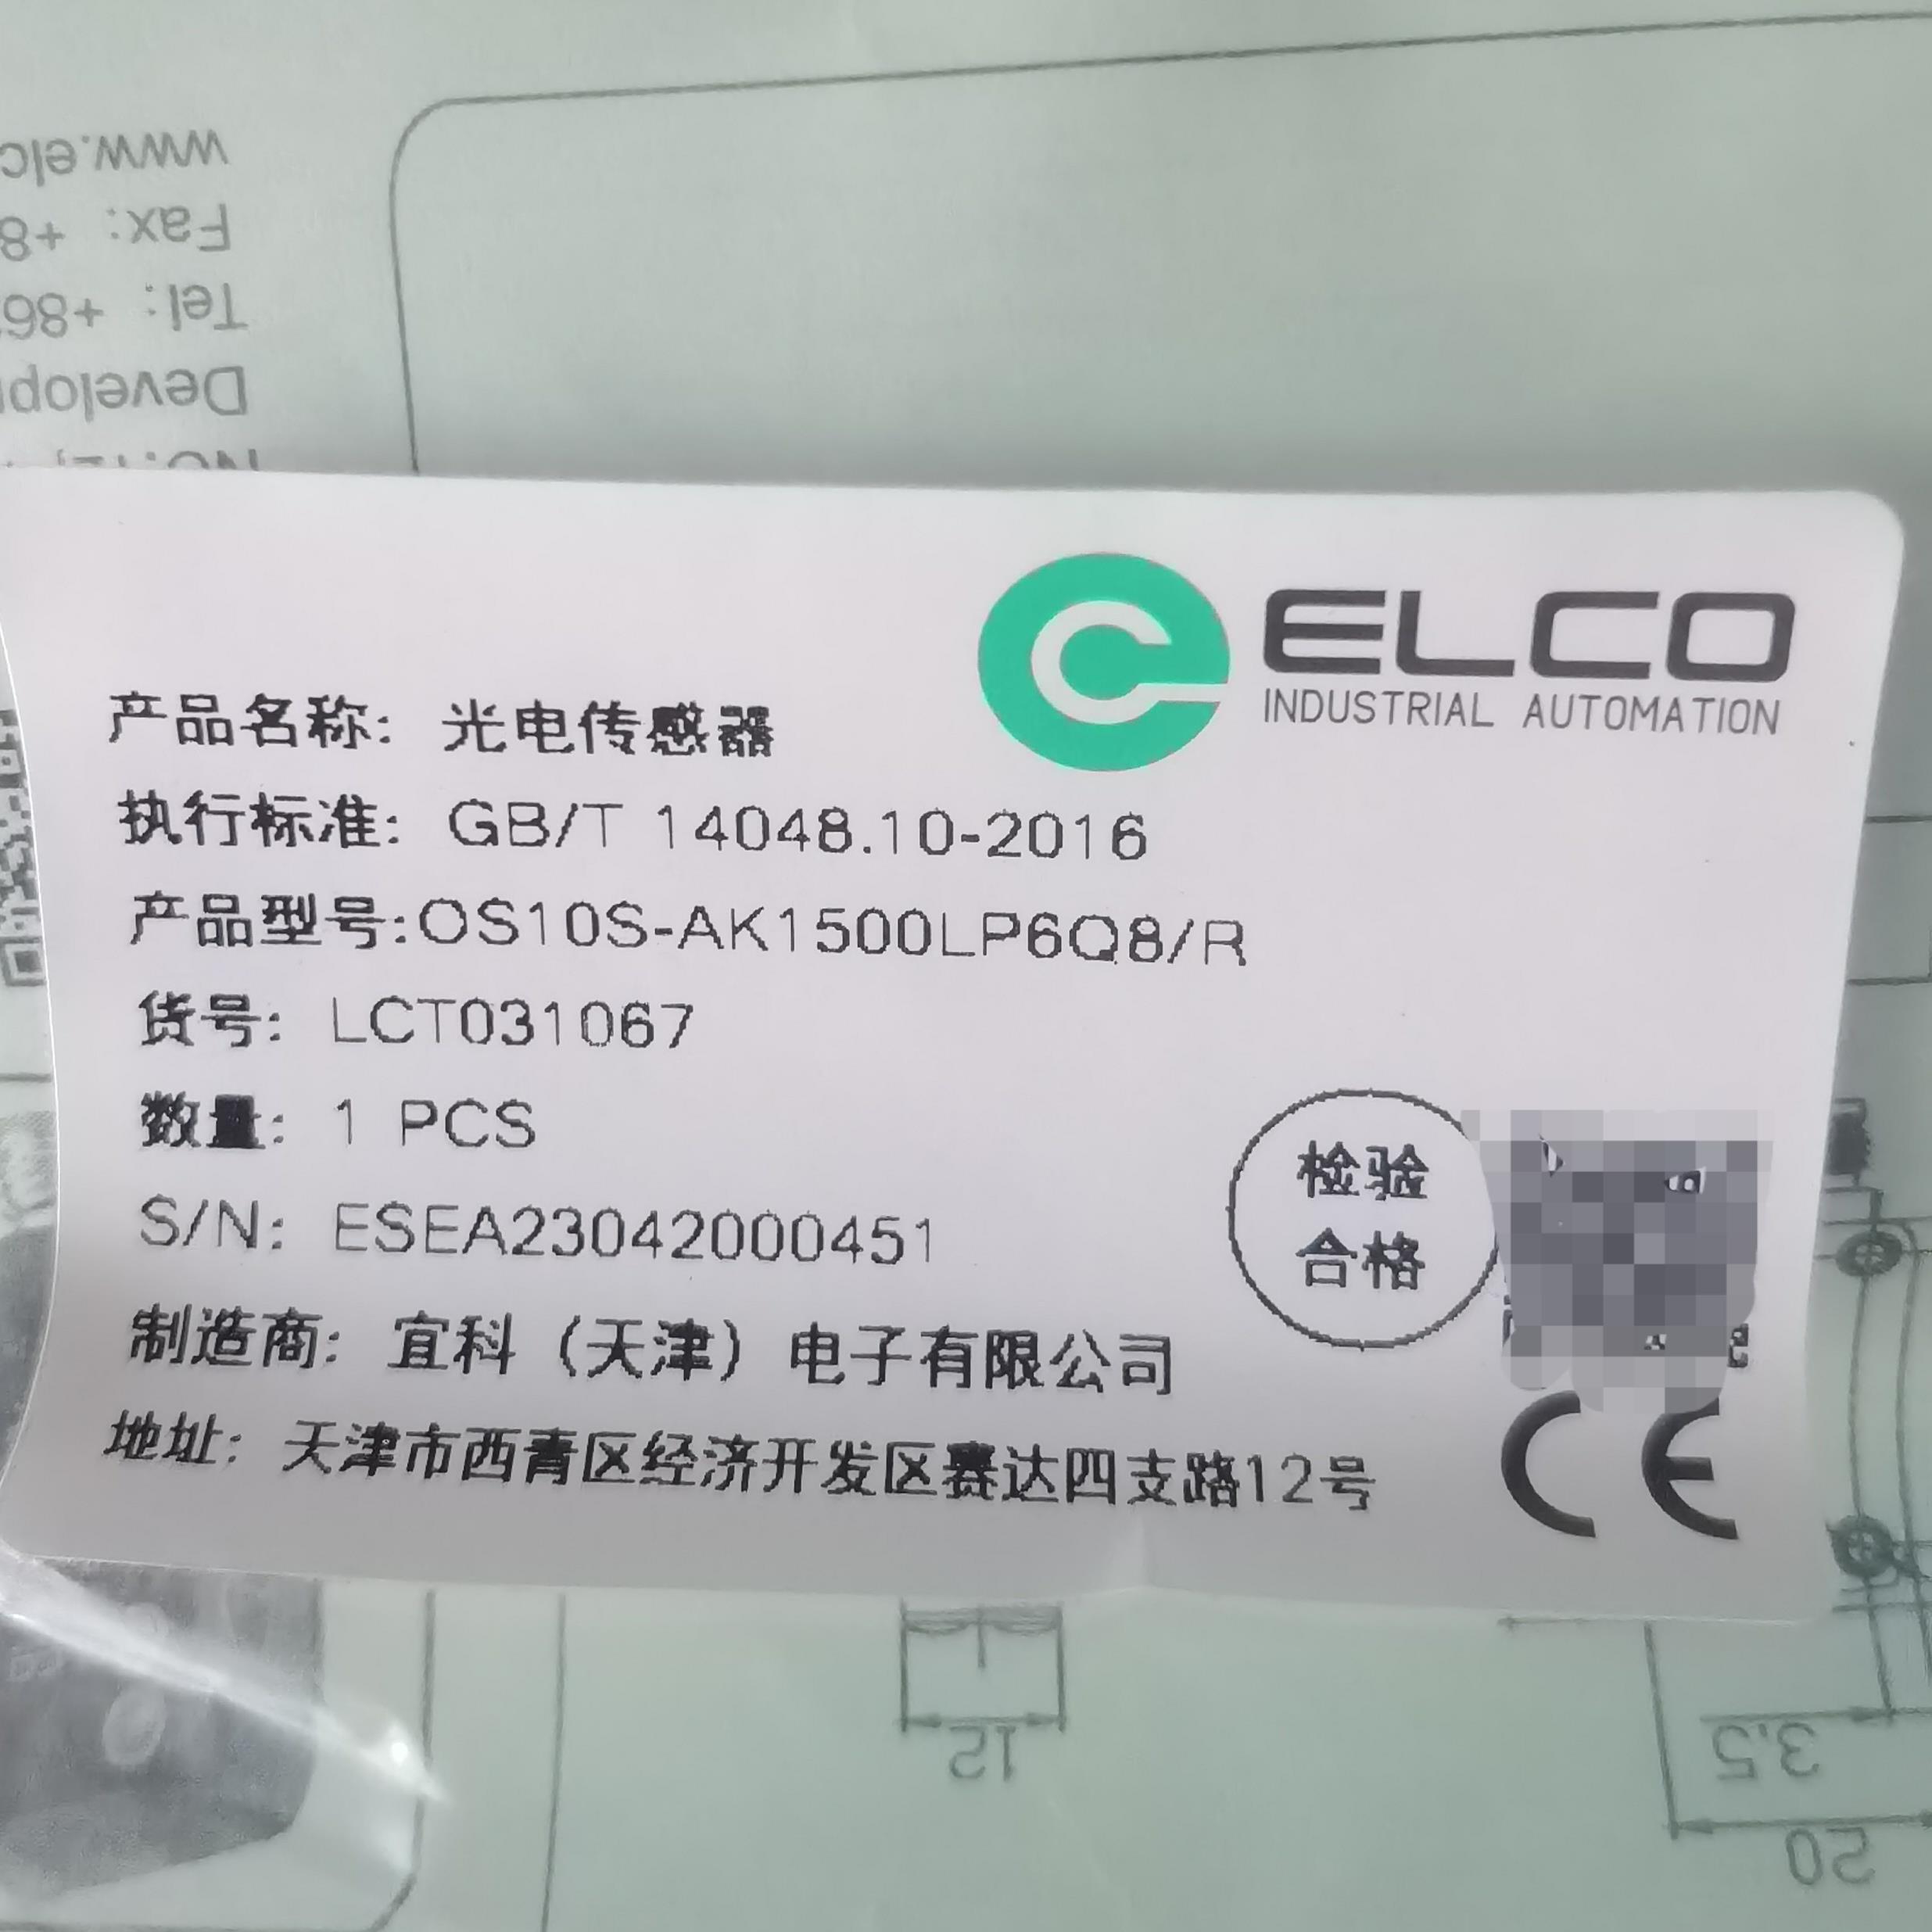 www.elc
Fax: +8
Tel: +86
Develop
ELCO
INDUSTRIAL AUTOMATION
产品名称: 光电传感器
执行标准: GB/T 14048.10-2016
产品型号:OS10S-AK1500LP6Q8/R
货号: LCT031067
数量: 1 PCS
S/N: ESEA23042000451
检验
合格
制造商: 宜科（天津）电子有限公司
地址: 天津市西青区经济开发区赛达四支路12号
CE
12
3.5
20